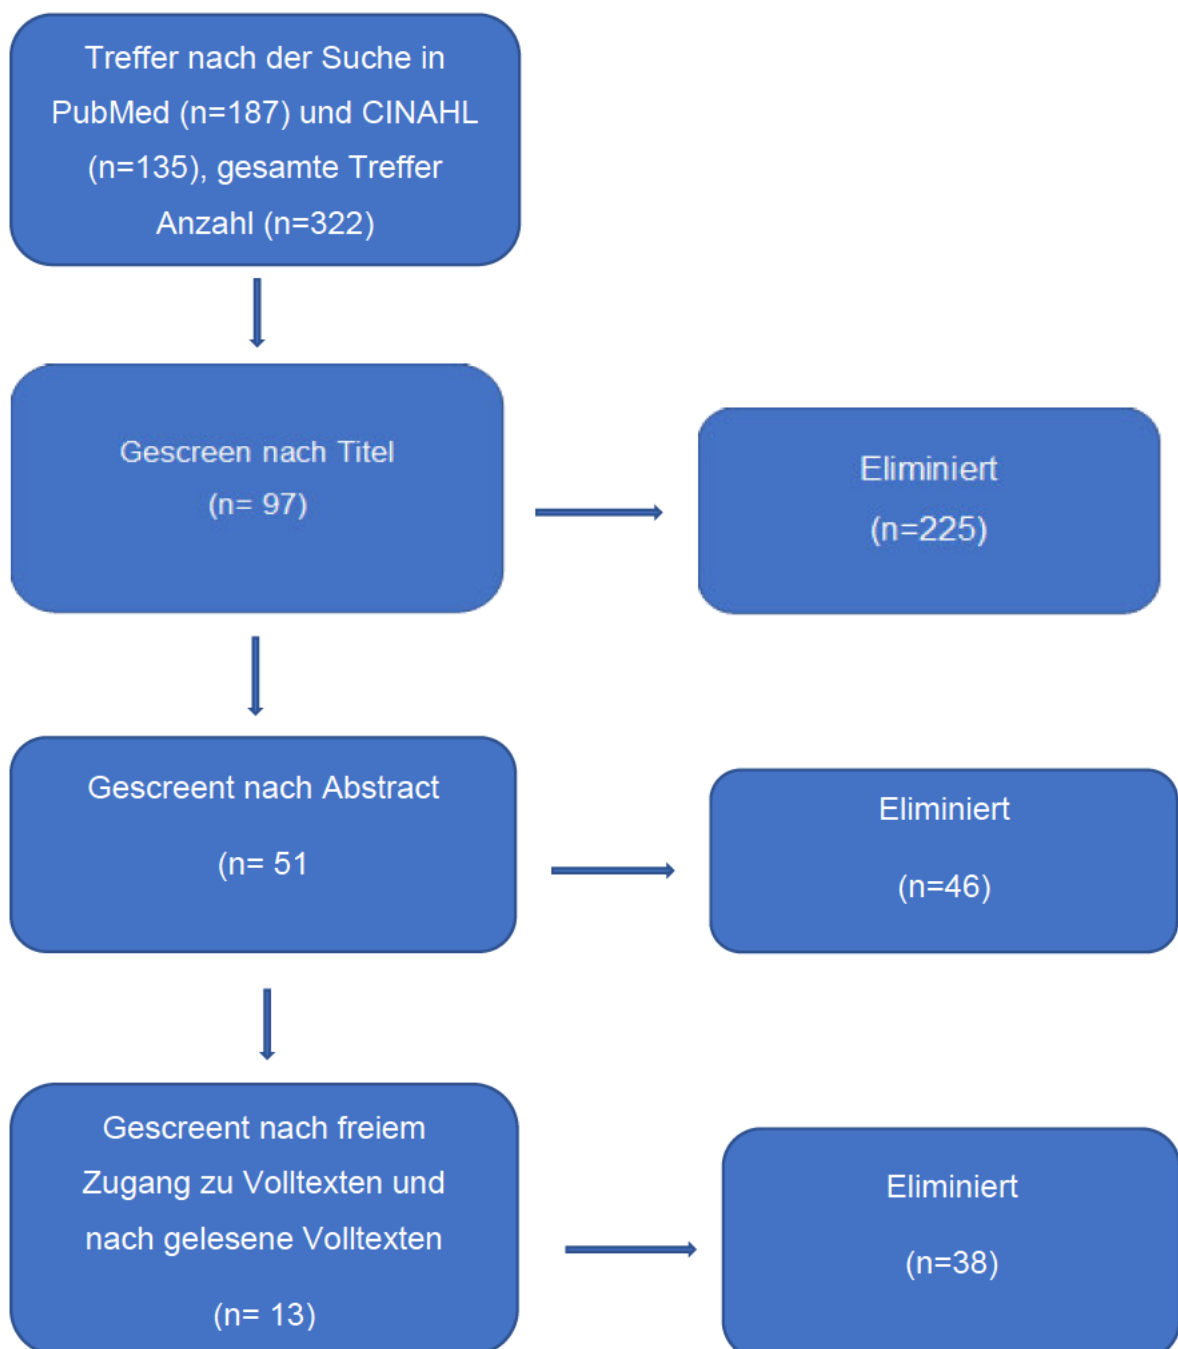 Treffer nach der Suche in
PubMed (n=187) und CINAHL
(n=135), gesamte Treffer
Anzahl (n=322)
Gescreen nach Titel
(n= 97)
Eliminiert
(n=225)
Gescreent nach Abstract
(n= 51
Eliminiert
(n=46)
Gescreent nach freiem
Zugang zu Volltexten und
nach gelesene Volltexten
(n= 13)
Eliminiert
(n=38)